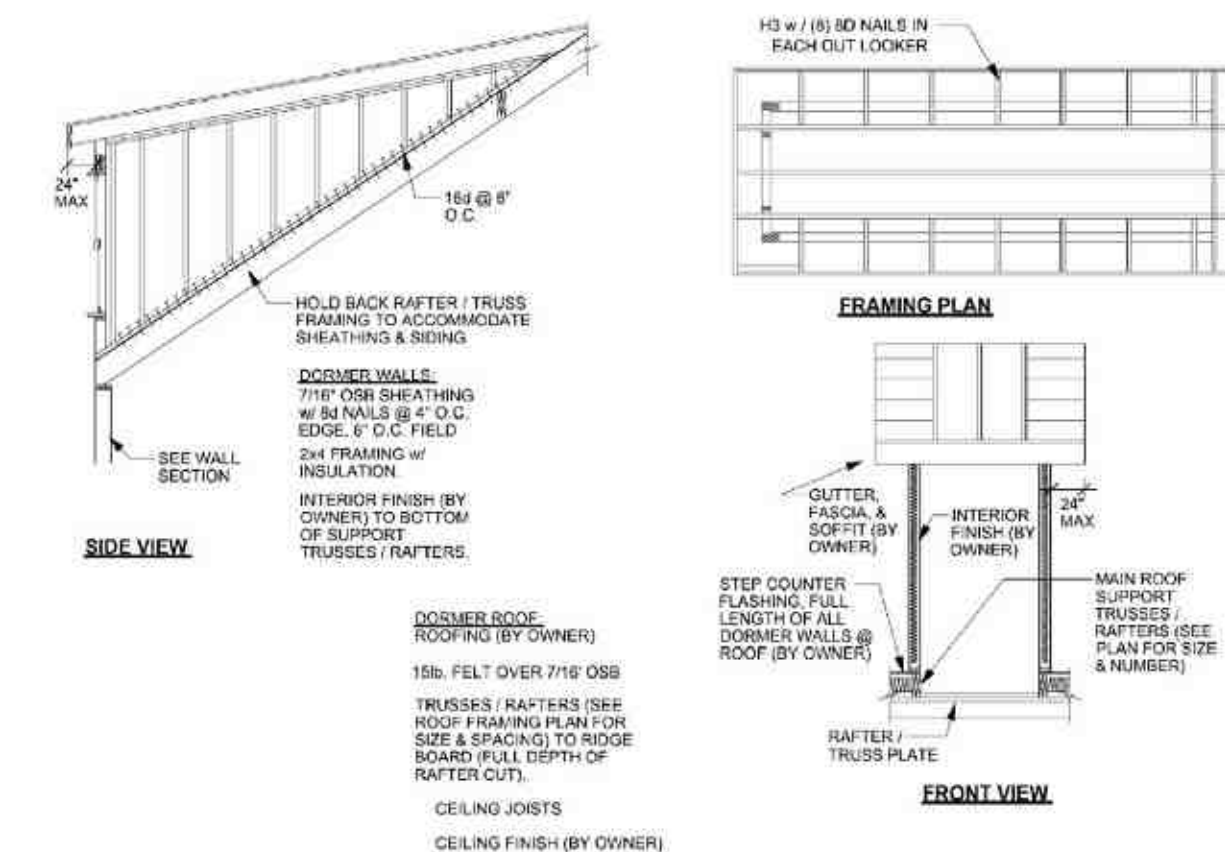 24"
MAX
16d @ 6"
O.C.
HOLD BACK RAFTER / TRUSS
FRAMING TO ACCOMMODATE
SHEATHING & SIDING
DORMER WALLS:
7/16" OSB SHEATHING
w/ 8d NAILS @ 4" O.C.
EDGE, 6" O.C. FIELD
2x4 FRAMING w/
INSULATION
INTERIOR FINISH (BY
OWNER) TO BOTTOM
OF SUPPORT
TRUSSES / RAFTERS.
SEE WALL
SECTION
SIDE VIEW
DORMER ROOF:
ROOFING (BY OWNER)
15lb. FELT OVER 7/16' OSB
TRUSSES / RAFTERS (SEE
ROOF FRAMING PLAN FOR
SIZE & SPACING) TO RIDGE
BOARD (FULL DEPTH OF
RAFTER CUT).
CEILING JOISTS
CEILING FINISH (BY OWNER)
H3 w / (8) 8D NAILS IN
EACH OUT LOOKER
FRAMING PLAN
GUTTER,
FASCIA, &
SOFFIT (BY
OWNER)
INTERIOR
FINISH (BY
OWNER)
24"
MAX
STEP COUNTER
FLASHING, FULL
LENGTH OF ALL
DORMER WALLS @
ROOF (BY OWNER)
MAIN ROOF
SUPPORT
TRUSSES /
RAFTERS (SEE
PLAN FOR SIZE
& NUMBER)
RAFTER /
TRUSS PLATE
FRONT VIEW